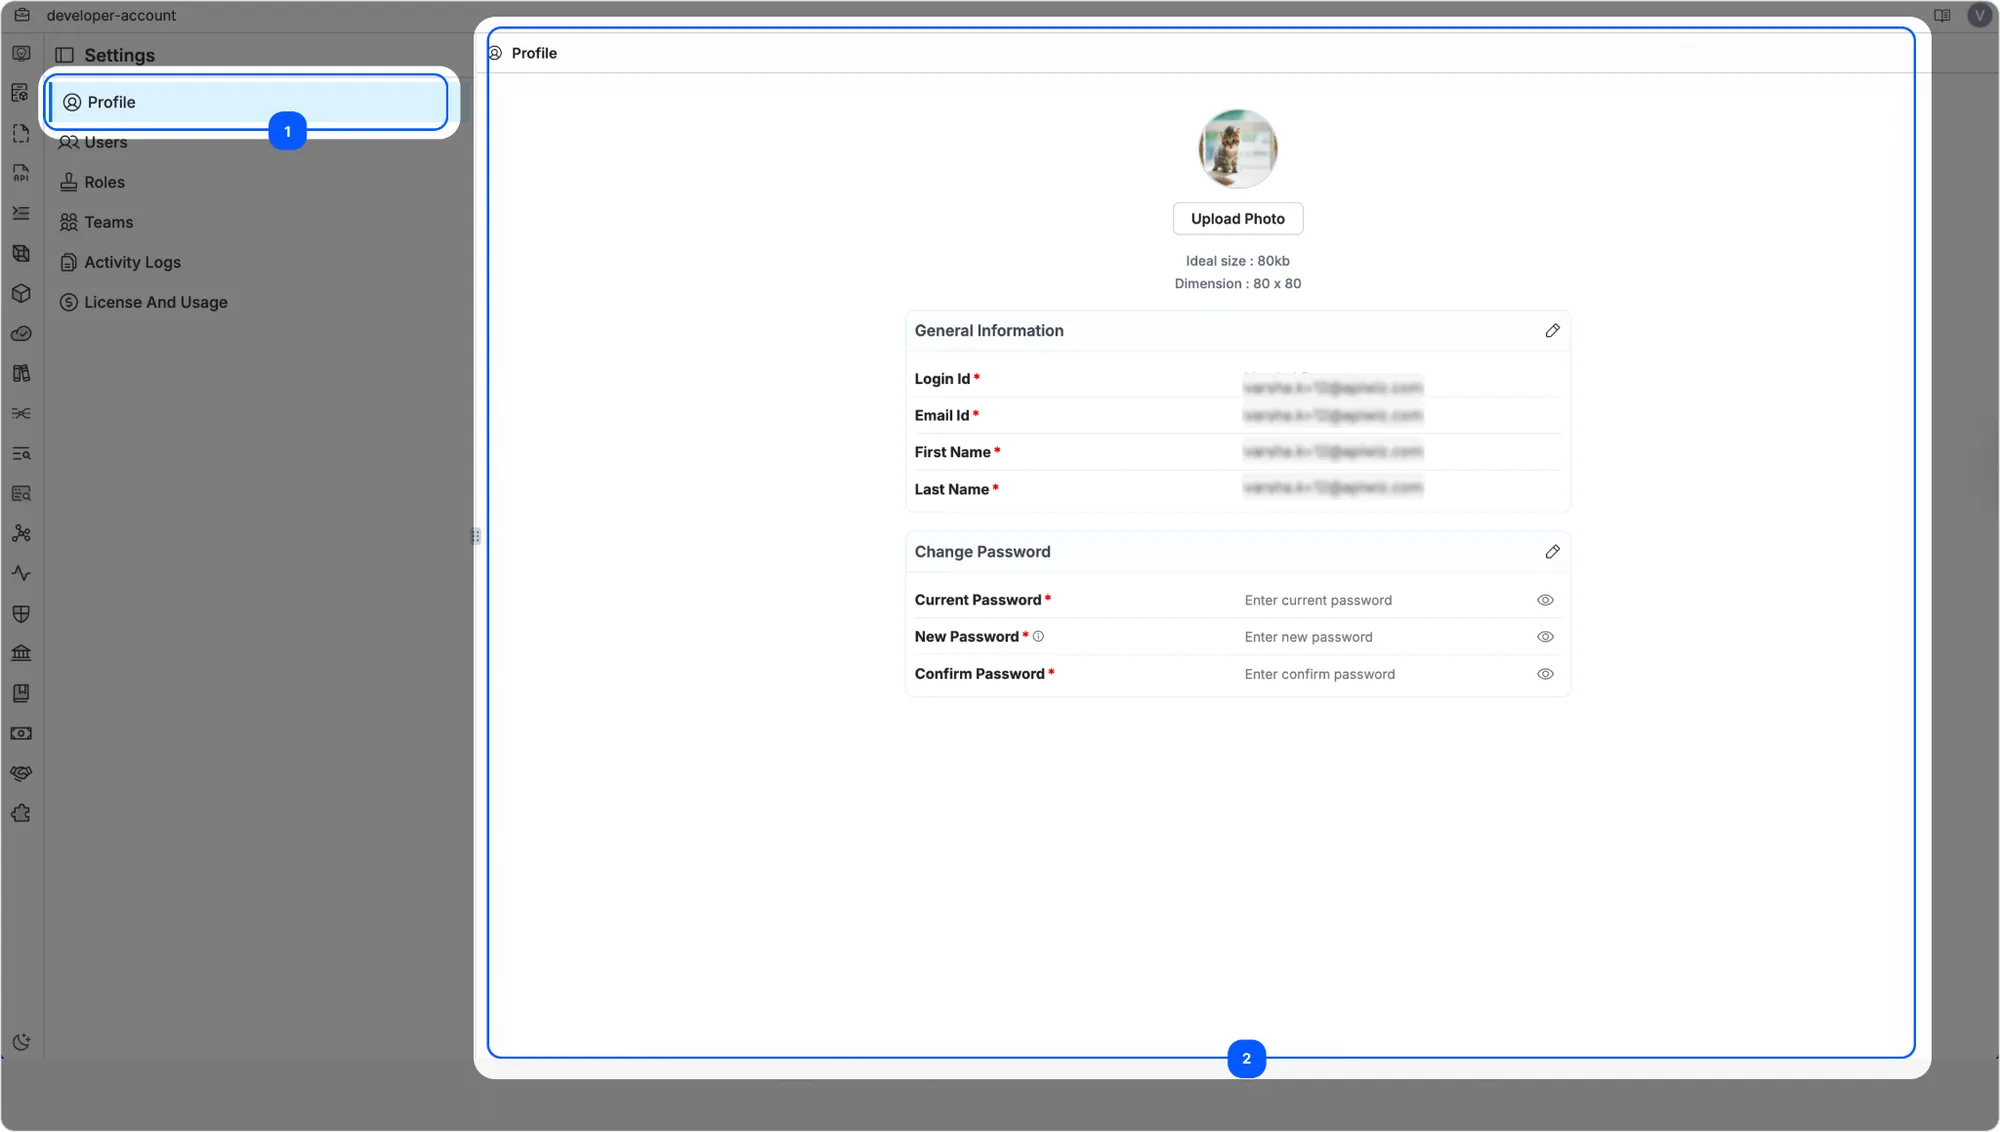 developer-account
V
Settings
Profile
1
Users
Roles
Teams
Activity Logs
License And Usage
API
Profile
Upload Photo
Ideal size : 80kb
Dimension : 80 x 80
General Information
Login Id *
Email Id *
First Name *
Last Name *
Change Password
Current Password * Enter current password
New Password * Enter new password
Confirm Password * Enter confirm password
2